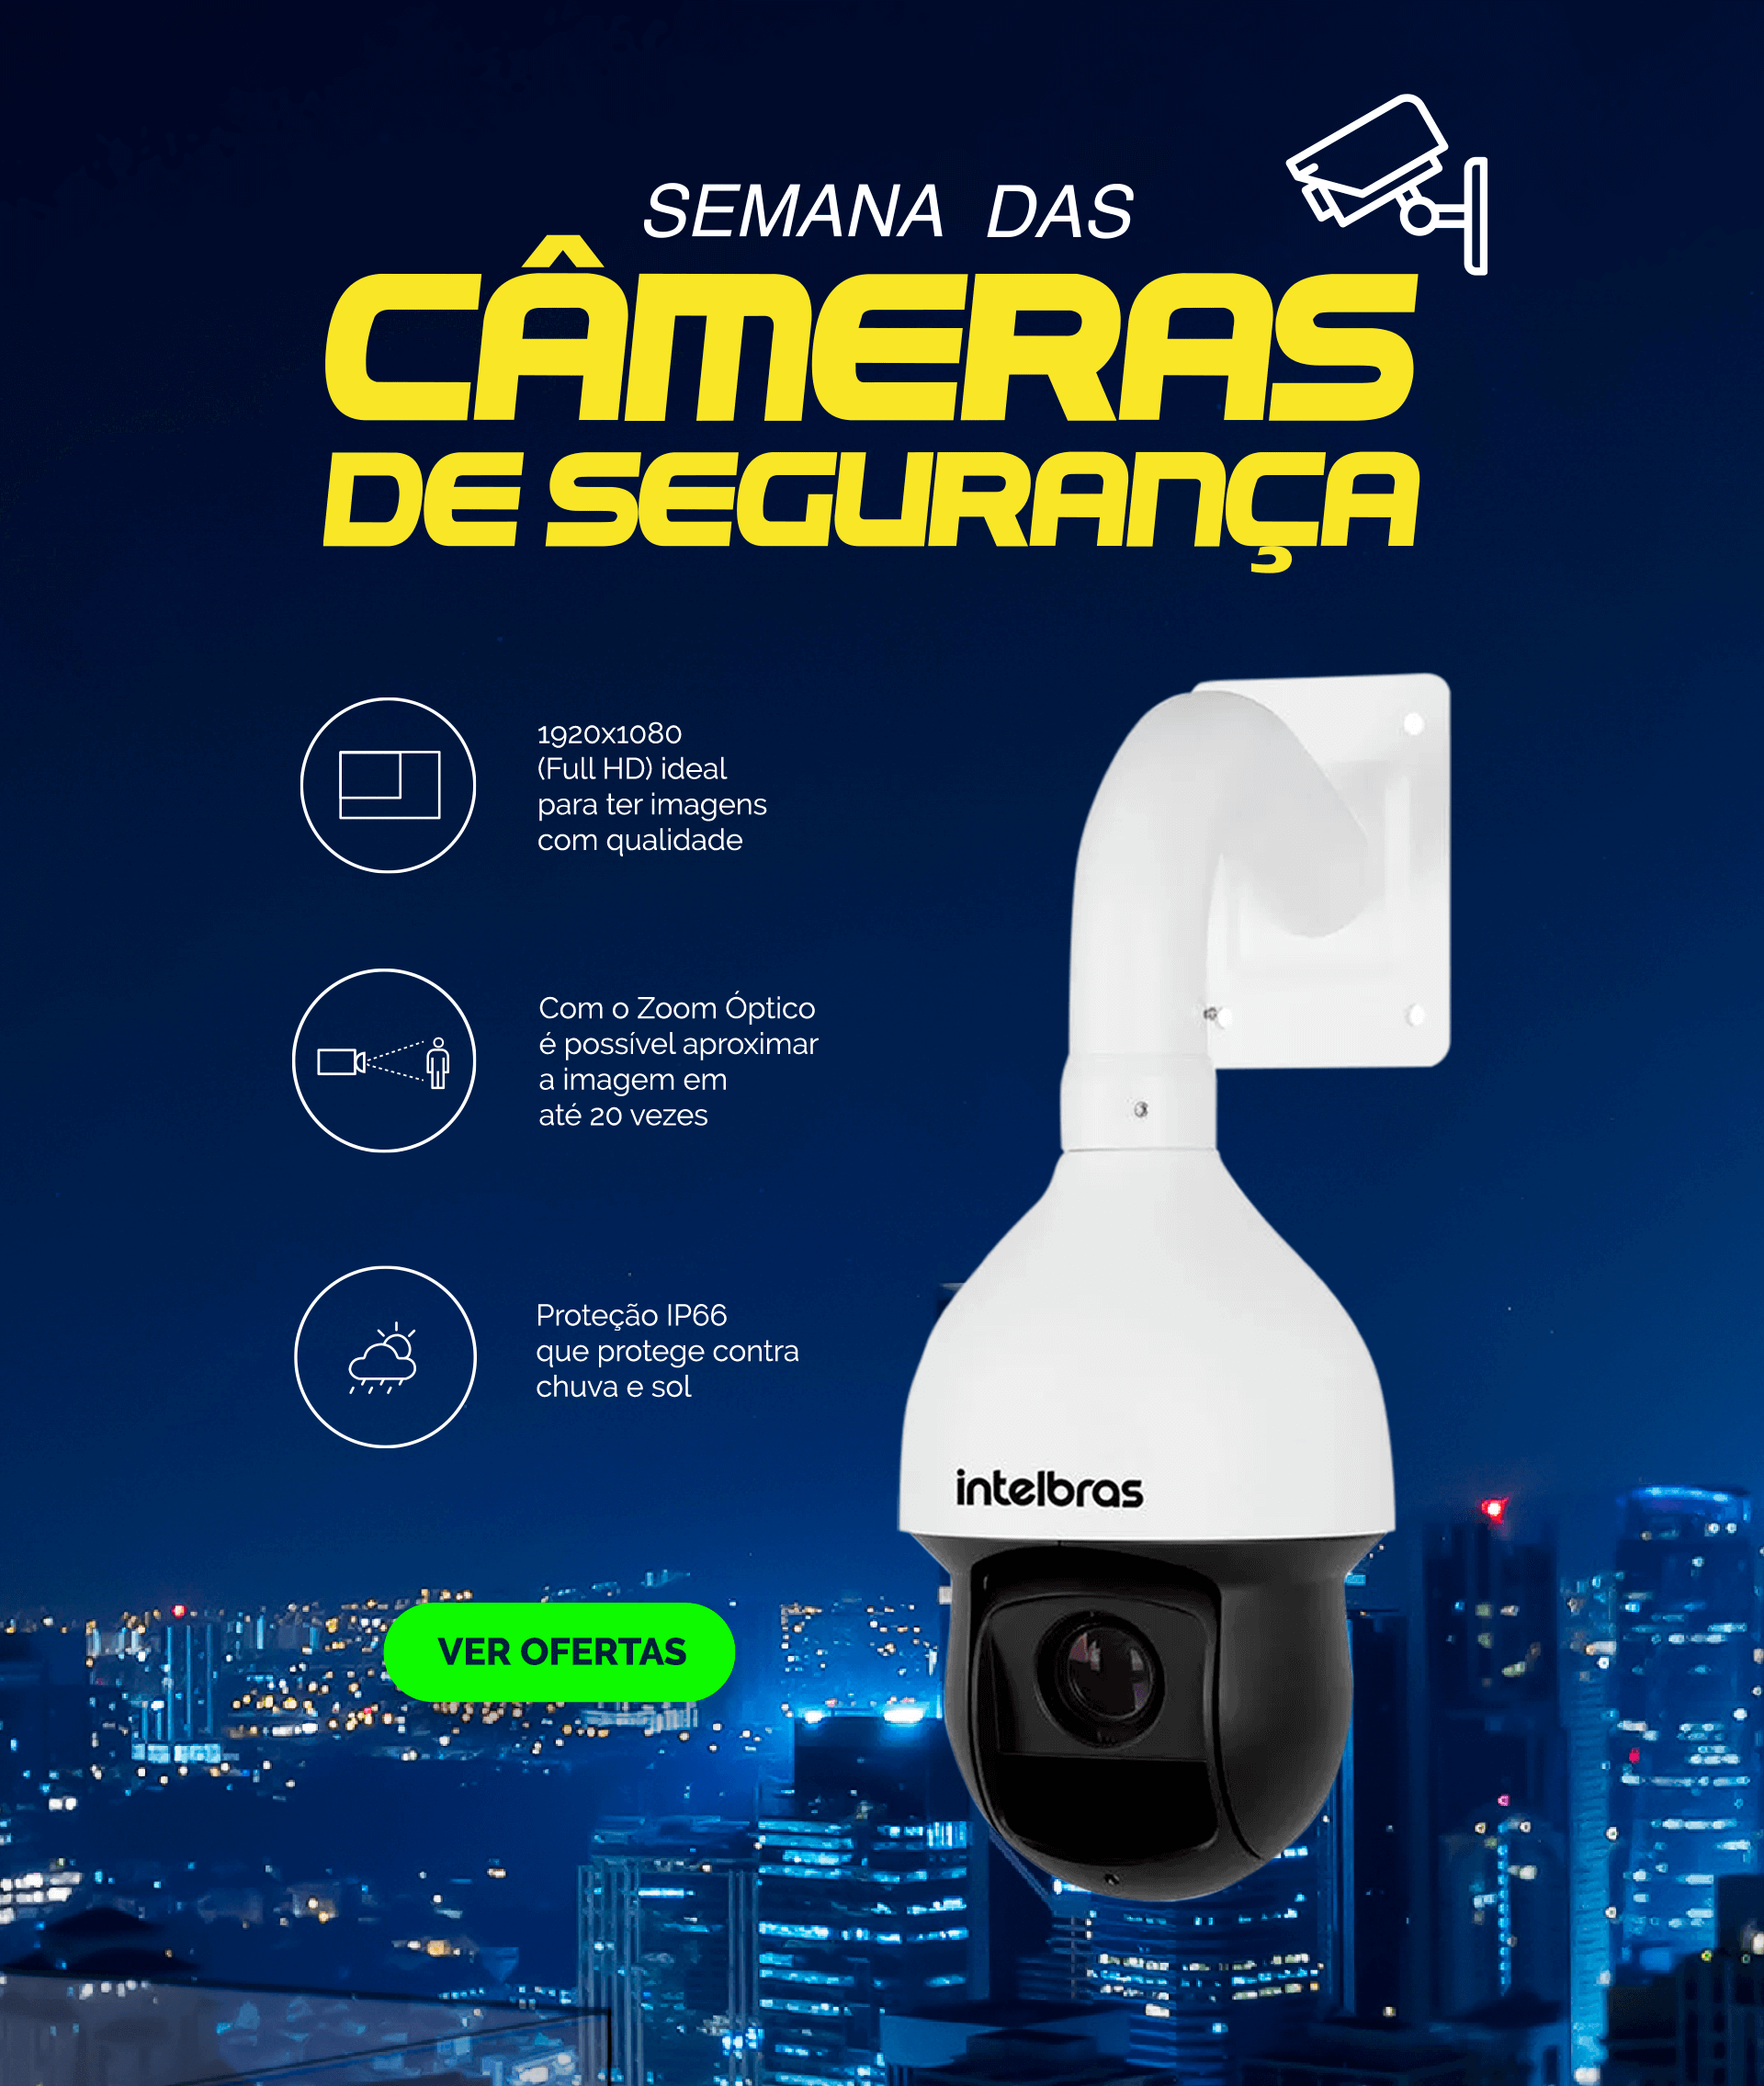 SEMANA DAS
CÂMERAS
DE SEGURANÇA
1920x1080
(Full HD) ideal
para ter imagens
com qualidade
Com o Zoom Óptico
é possível aproximar
a imagem em
até 20 vezes
Proteção IP66
que protege contra
chuva e sol
intelbras
VER OFERTAS